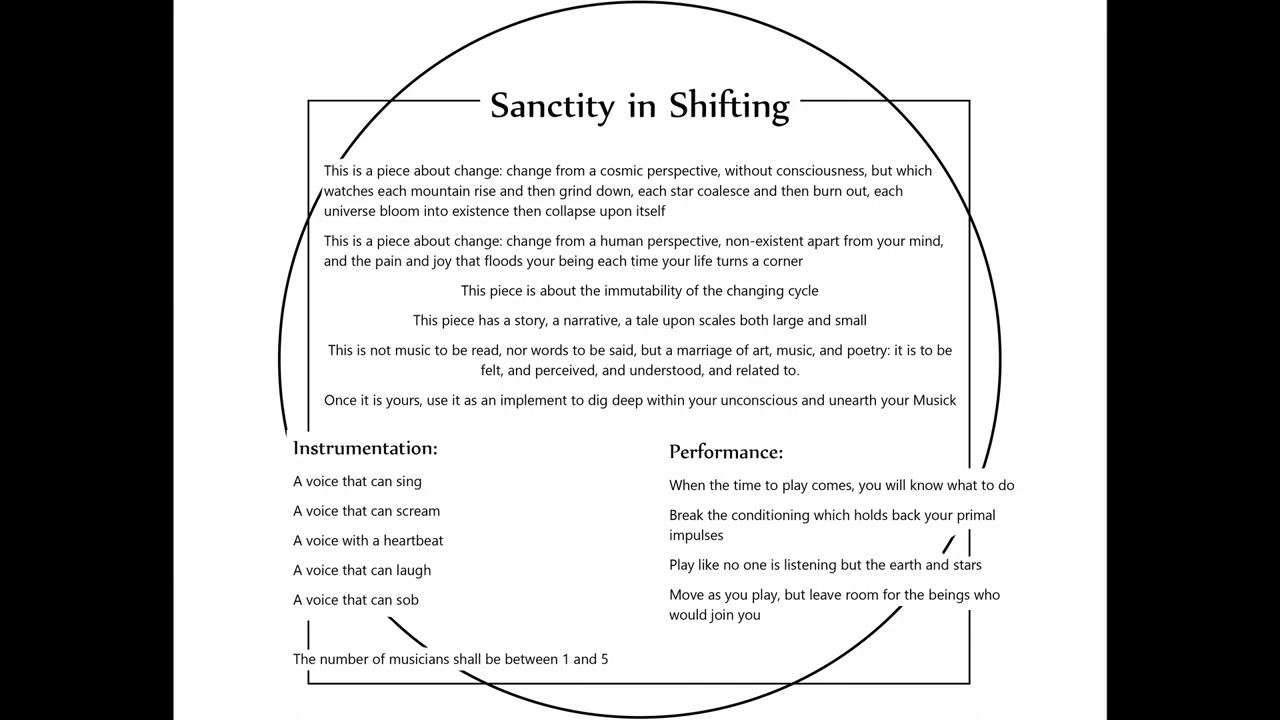 Sanctity in Shifting
This is a piece about change: change from a cosmic perspective, without consciousness, but which
watches each mountain rise and then grind down, each star coalesce and then burn out, each
universe bloom into existence then collapse upon itself
This is a piece about change: change from a human perspective, non-existent apart from your mind,
and the pain and joy that floods your being each time your life turns a corner
This piece is about the immutability of the changing cycle
This piece has a story, a narrative, a tale upon scales both large and small
This is not music to be read, nor words to be said, but a marriage of art, music, and poetry: it is to be
felt, and perceived, and understood, and related to.
Once it is yours, use it as an implement to dig deep within your unconscious and unearth your Musick
Instrumentation:
A voice that can sing
A voice that can scream
A voice with a heartbeat
A voice that can laugh
A voice that can sob
The number of musicians shall be between 1 and 5
Performance:
When the time to play comes, you will know what to do
Break the conditioning which holds back your primal
impulses
Play like no one is listening but the earth and stars
Move as you play, but leave room for the beings who
would join you